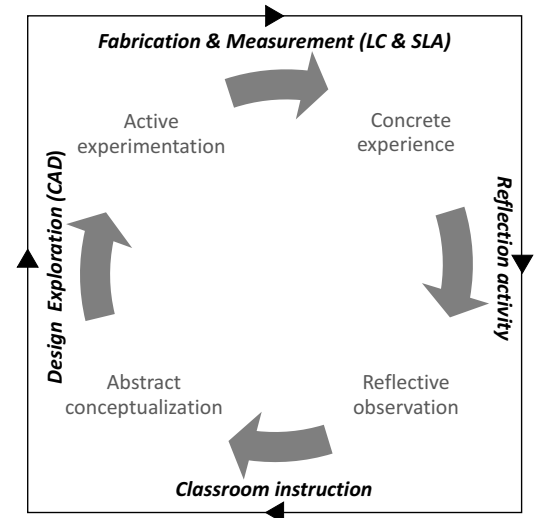 Fabrication & Measurement (LC & SLA)
Active
experimentation
Concrete
experience
Design Exploration (CAD)
Reflection activity
Abstract
conceptualization
Reflective
observation
Classroom instruction